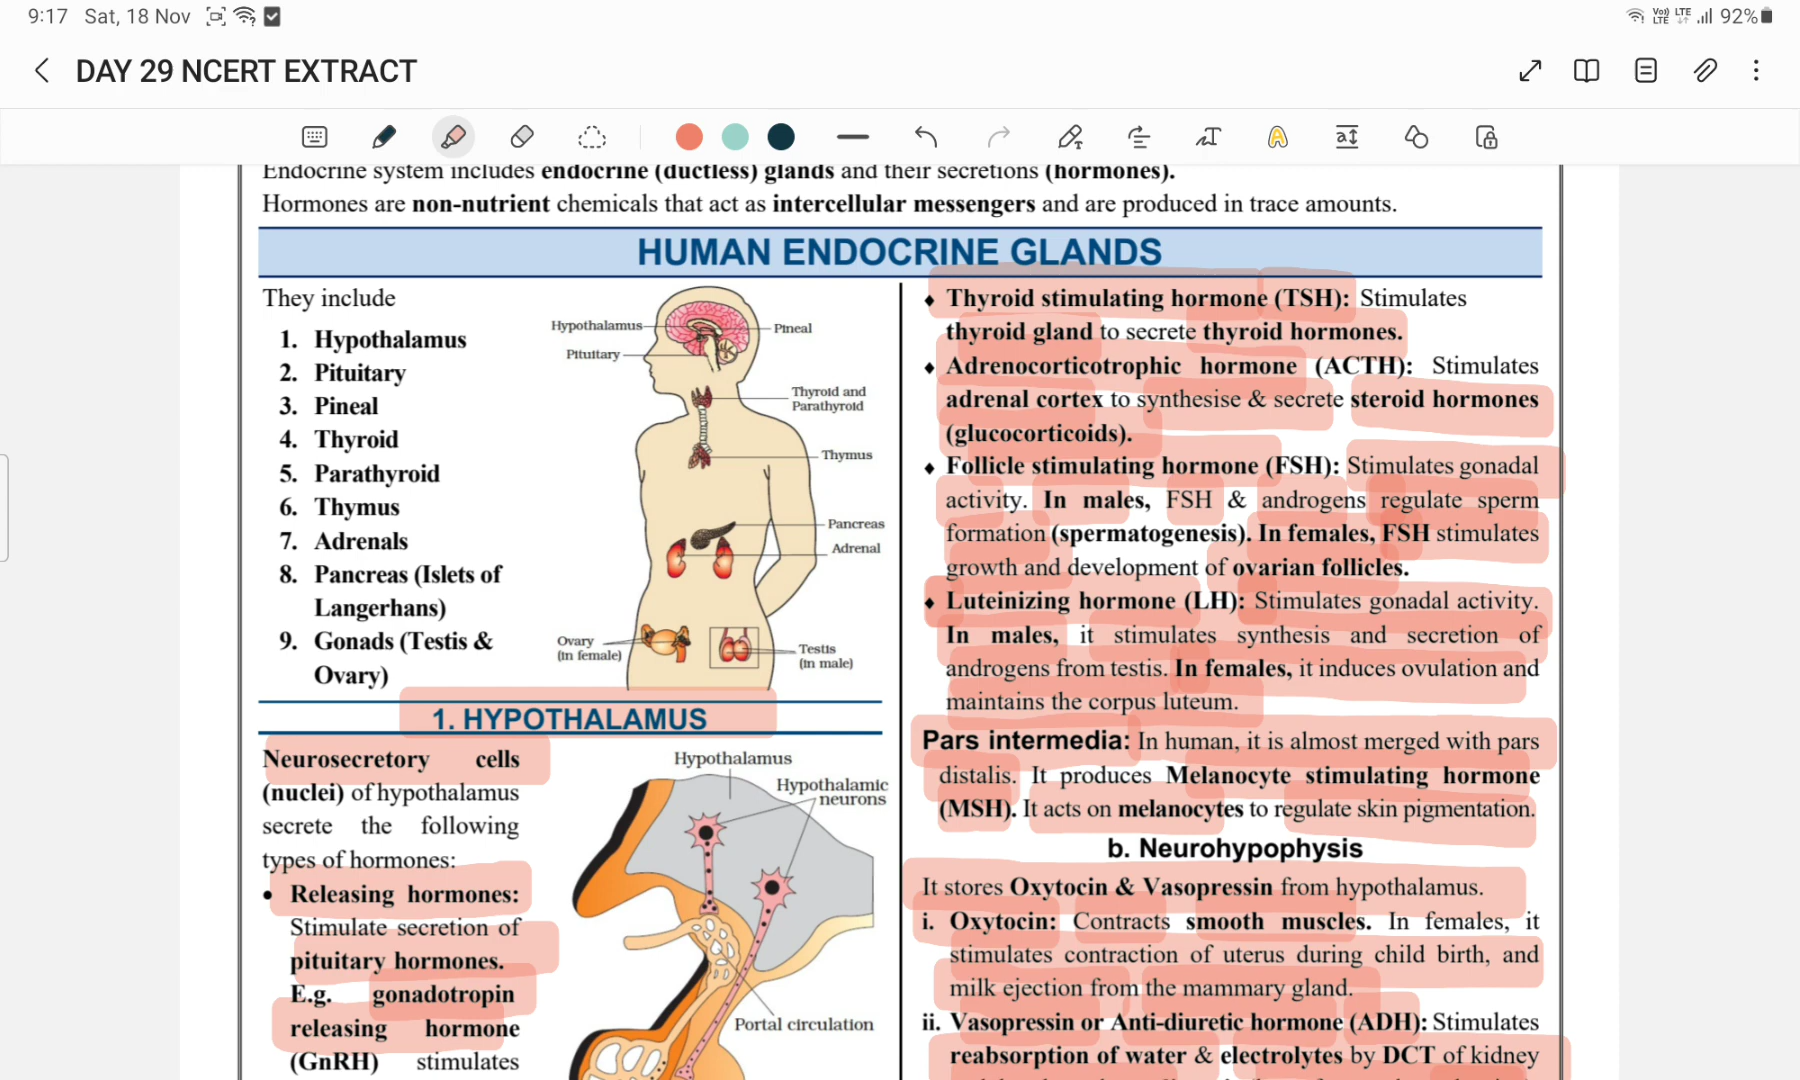 9:17 Sat, 18 Nov
Vo)) LTE LTE 92%
DAY 29 NCERT EXTRACT
Endocrine system includes endocrine (ductless) glands and their secretions (hormones).
Hormones are non-nutrient chemicals that act as intercellular messengers and are produced in trace amounts.
HUMAN ENDOCRINE GLANDS
They include
1. Hypothalamus
2. Pituitary
3. Pineal
4. Thyroid
5. Parathyroid
6. Thymus
7. Adrenals
8. Pancreas (Islets of
Langerhans)
9. Gonads (Testis &
Ovary)
Hypothalamus
Pineal
Pituitary
Thyroid and
Parathyroid
Thymus
Pancreas
Adrenal
Ovary
(in female)
Testis
(in male)
1. HYPOTHALAMUS
Neurosecretory cells
(nuclei) of hypothalamus
secrete the following
types of hormones:
• Releasing hormones:
Stimulate secretion of
pituitary hormones.
E.g. gonadotropin
releasing hormone
(GnRH) stimulates
Hypothalamus
Hypothalamic
neurons
Portal circulation
♦ Thyroid stimulating hormone (TSH): Stimulates
thyroid gland to secrete thyroid hormones.
♦ Adrenocorticotrophic hormone (ACTH): Stimulates
adrenal cortex to synthesise & secrete steroid hormones
(glucocorticoids).
♦ Follicle stimulating hormone (FSH): Stimulates gonadal
activity. In males, FSH & androgens regulate sperm
formation (spermatogenesis). In females, FSH stimulates
growth and development of ovarian follicles.
♦ Luteinizing hormone (LH): Stimulates gonadal activity.
In males, it stimulates synthesis and secretion of
androgens from testis. In females, it induces ovulation and
maintains the corpus luteum.
Pars intermedia: In human, it is almost merged with pars
distalis. It produces Melanocyte stimulating hormone
(MSH). It acts on melanocytes to regulate skin pigmentation.
b. Neurohypophysis
It stores Oxytocin & Vasopressin from hypothalamus.
i. Oxytocin: Contracts smooth muscles. In females, it
stimulates contraction of uterus during child birth, and
milk ejection from the mammary gland.
ii. Vasopressin or Anti-diuretic hormone (ADH): Stimulates
reabsorption of water & electrolytes by DCT of kidney